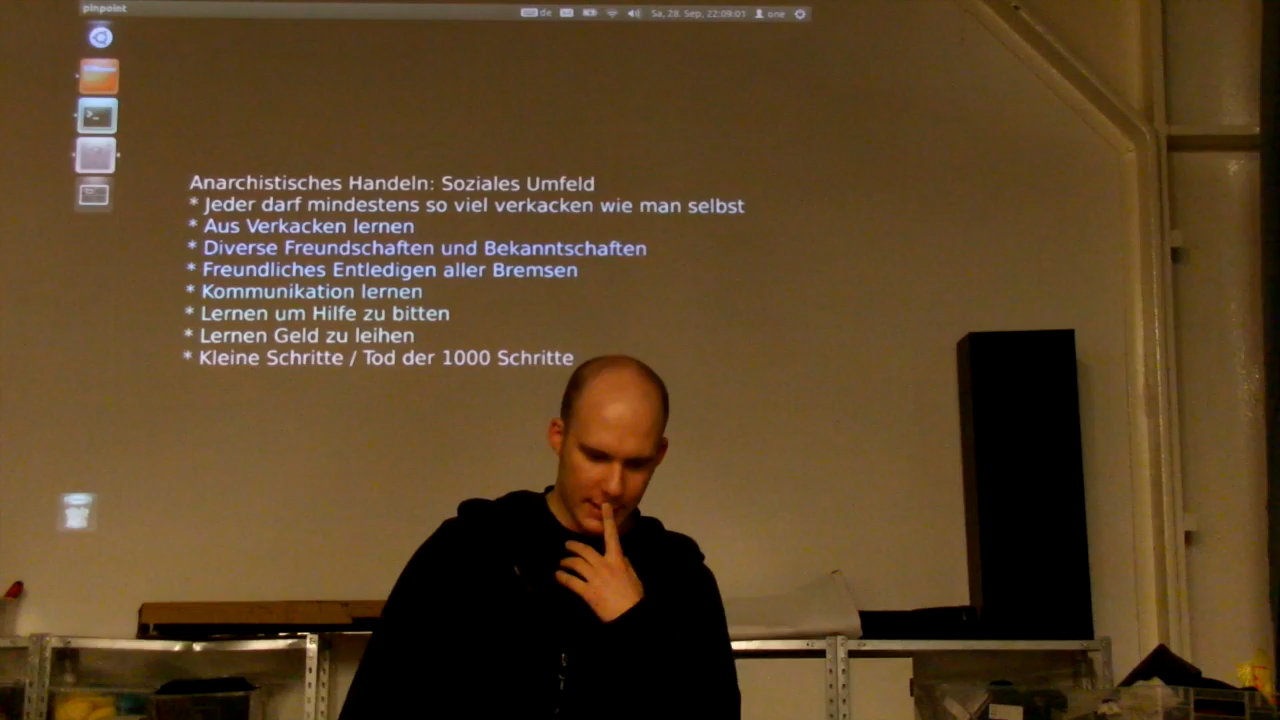 pinpoint
de
Sa, 28. Sep, 22:09:01
one
Anarchistisches Handeln: Soziales Umfeld
* Jeder darf mindestens so viel verkacken wie man selbst
* Aus Verkacken lernen
* Diverse Freundschaften und Bekanntschaften
* Freundliches Entledigen aller Bremsen
* Kommunikation lernen
* Lernen um Hilfe zu bitten
* Lernen Geld zu leihen
* Kleine Schritte / Tod der 1000 Schritte